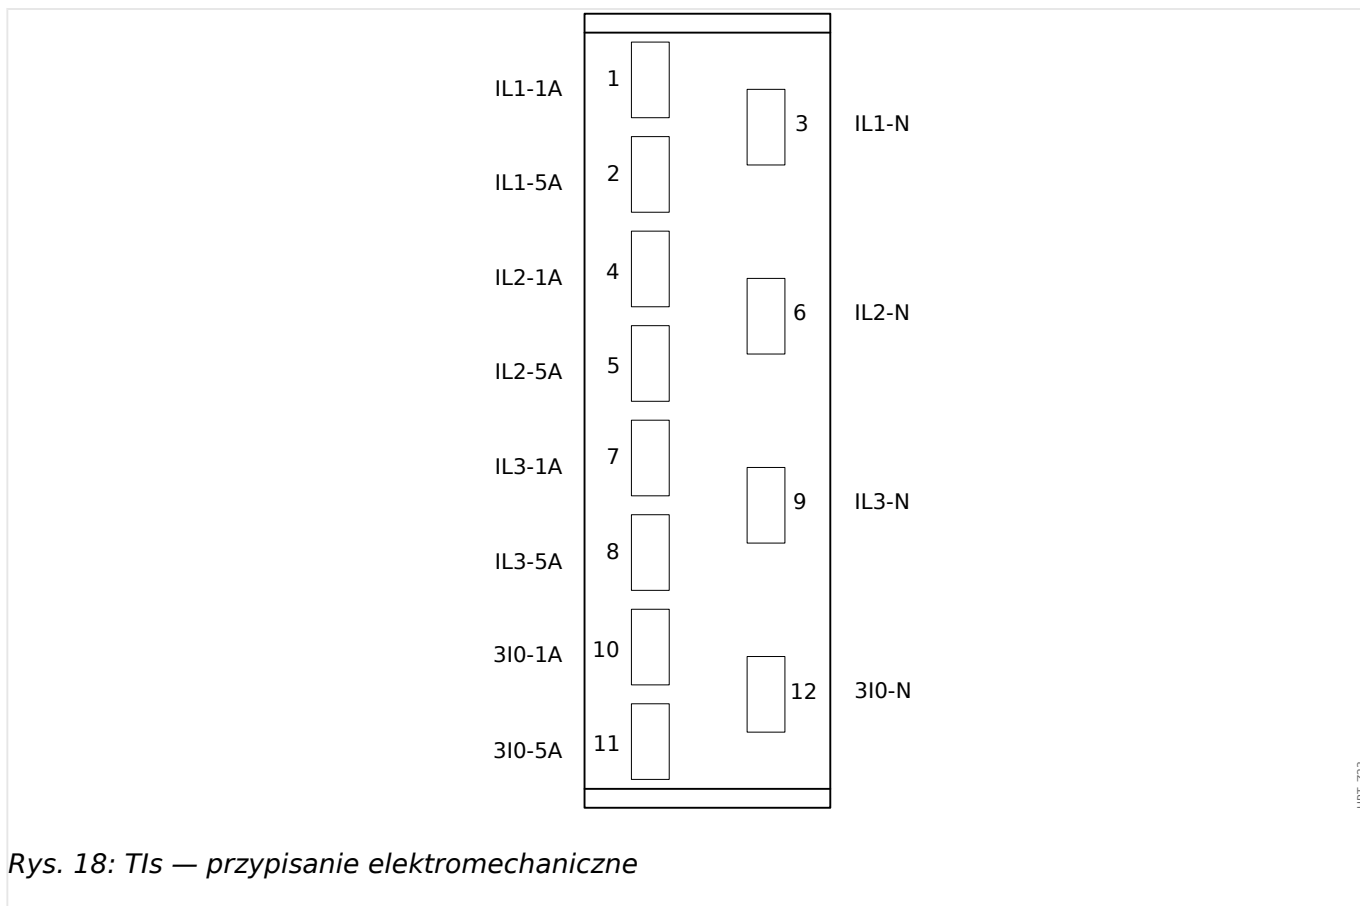 IL1-1A 1
3 IL1-N
IL1-5A 2
IL2-1A 4
6 IL2-N
IL2-5A 5
IL3-1A 7
9 IL3-N
IL3-5A 8
3I0-1A 10
12 3I0-N
3I0-5A 11
Rys. 18: TIs — przypisanie elektromechaniczne